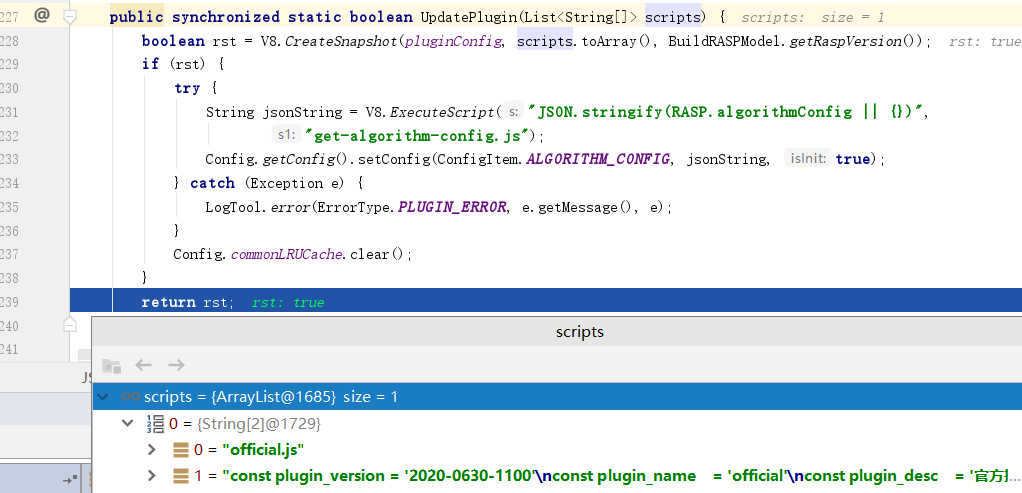 227 @ public synchronized static boolean UpdatePlugin(List<String[]> scripts) { scripts: size = 1
228 boolean rst = V8.CreateSnapshot(pluginConfig, scripts.toArray(), BuildRASPModel.getRaspVersion()); rst: true
229 if (rst) {
230 try {
231 String jsonString = V8.ExecuteScript( s: "JSON.stringify(RASP.algorithmConfig || {})",
232 s1: "get-algorithm-config.js");
233 Config.getConfig().setConfig(ConfigItem.ALGORITHM_CONFIG, jsonString, isInit: true);
234 } catch (Exception e) {
235 LogTool.error(ErrorType.PLUGIN_ERROR, e.getMessage(), e);
236 }
237 Config.commonLRUCache.clear();
238 }
239 return rst; rst: true
240
241
scripts
JS
scripts = {ArrayList@1685} size = 1
0 = {String[2]@1729}
0 = "official.js"
1 = "const plugin_version = '2020-0630-1100'\nconst plugin_name = 'official'\nconst plugin_desc = '官方...